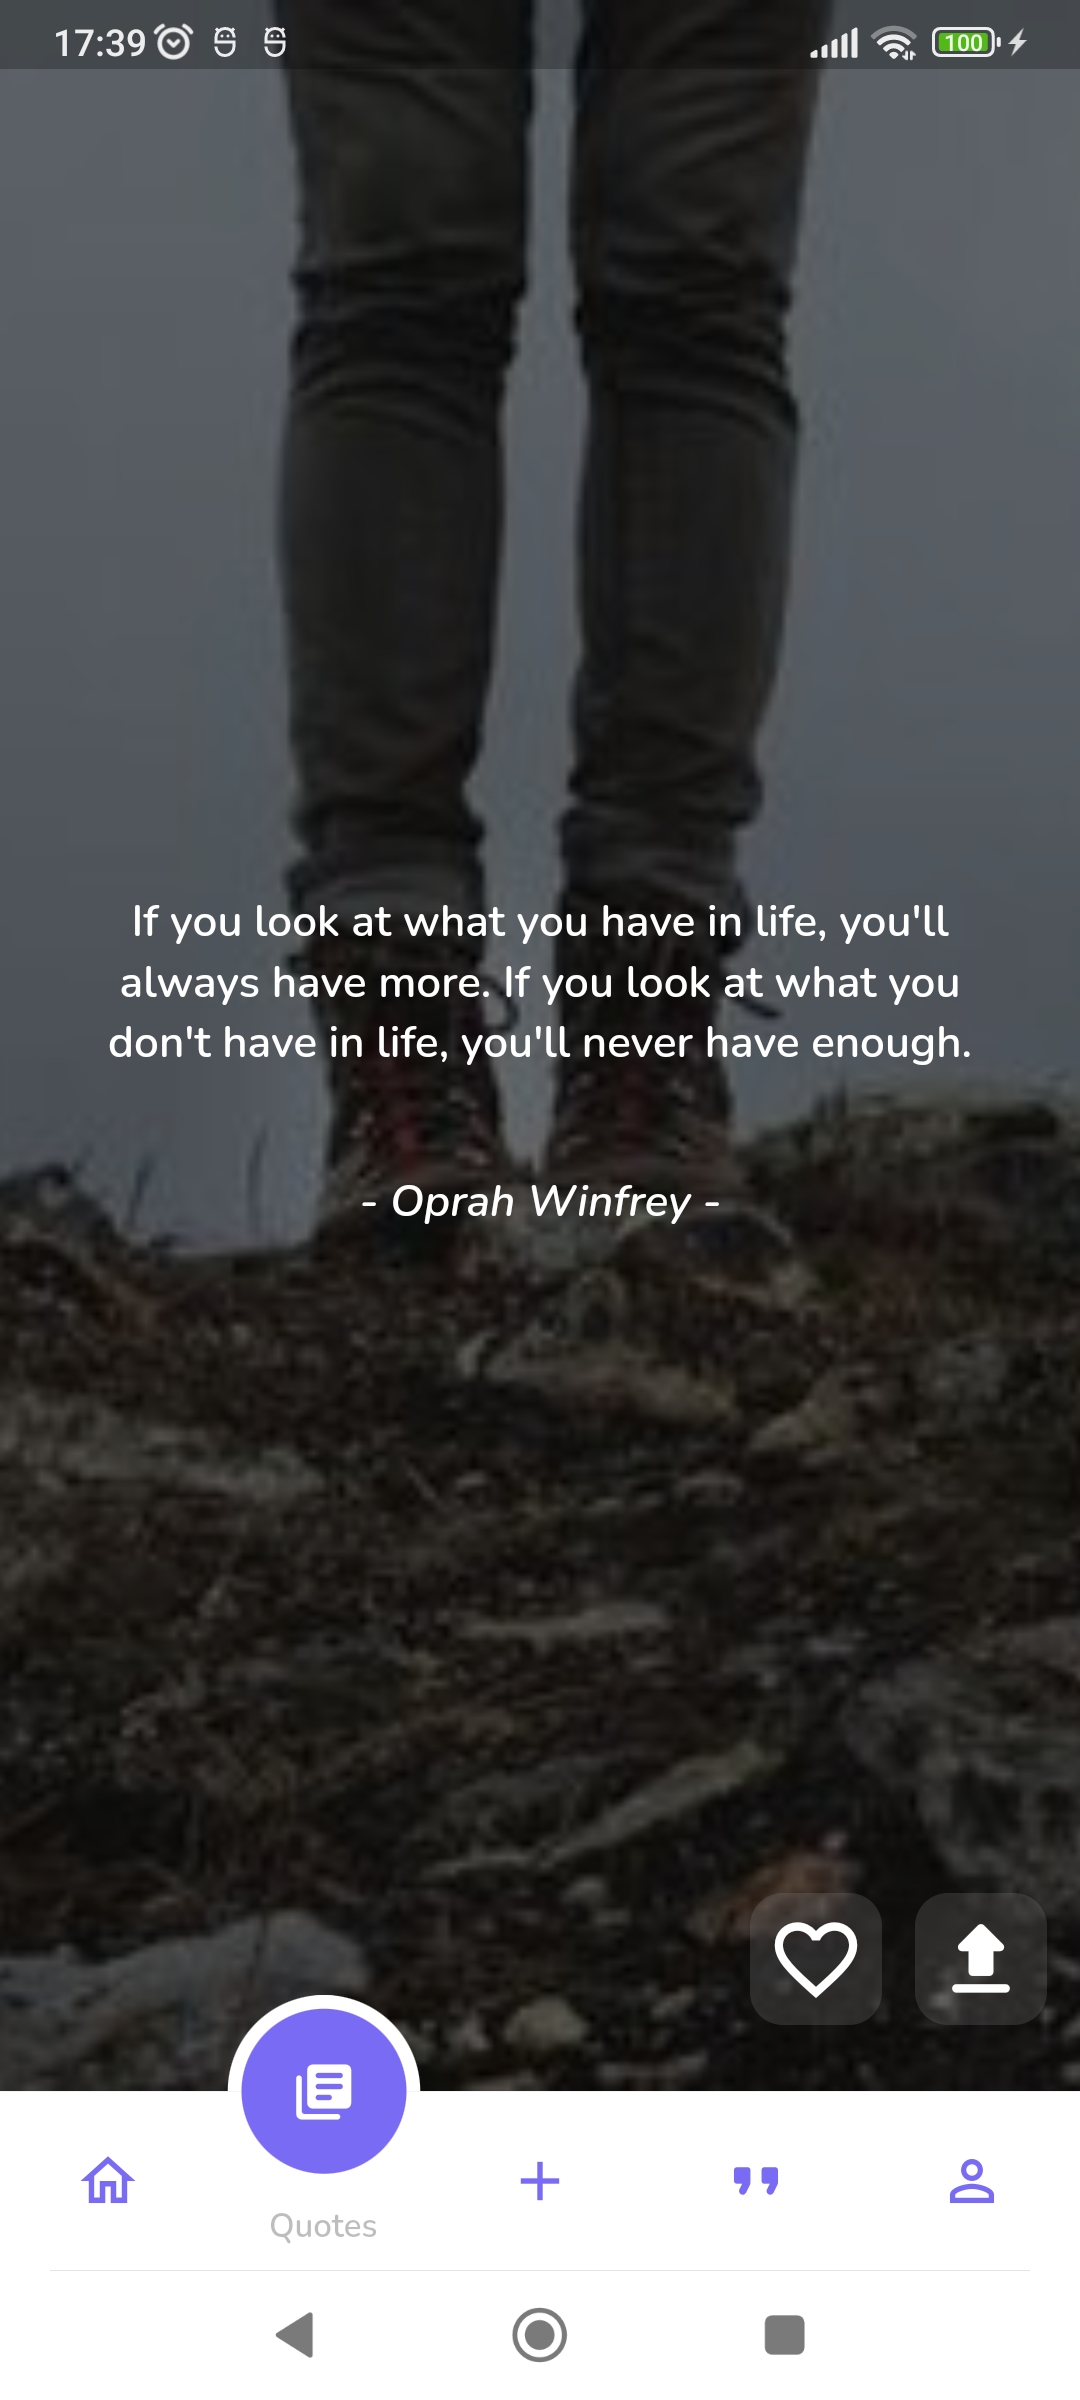 17:39
100
If you look at what you have in life, you'll
always have more. If you look at what you
don't have in life, you'll never have enough.
- Oprah Winfrey -
Quotes